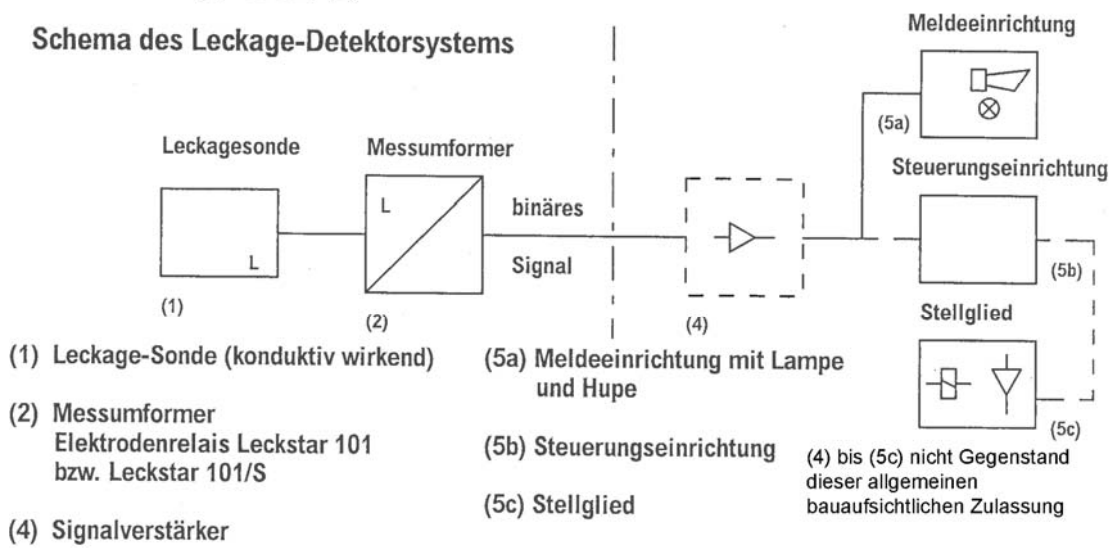 Schema des Leckage-Detektorsystems
Meldeeinrichtung
(5a)
Leckagesonde
Messumformer
Steuerungseinrichtung
L
binäres
Signal
L
(5b)
(1)
(2)
(4)
Stellglied
(5c)
(1) Leckage-Sonde (konduktiv wirkend)
(2) Messumformer
Elektrodenrelais Leckstar 101
bzw. Leckstar 101/S
(4) Signalverstärker
(5a) Meldeeinrichtung mit Lampe
und Hupe
(5b) Steuerungseinrichtung
(5c) Stellglied
(4) bis (5c) nicht Gegenstand
dieser allgemeinen
bauaufsichtlichen Zulassung